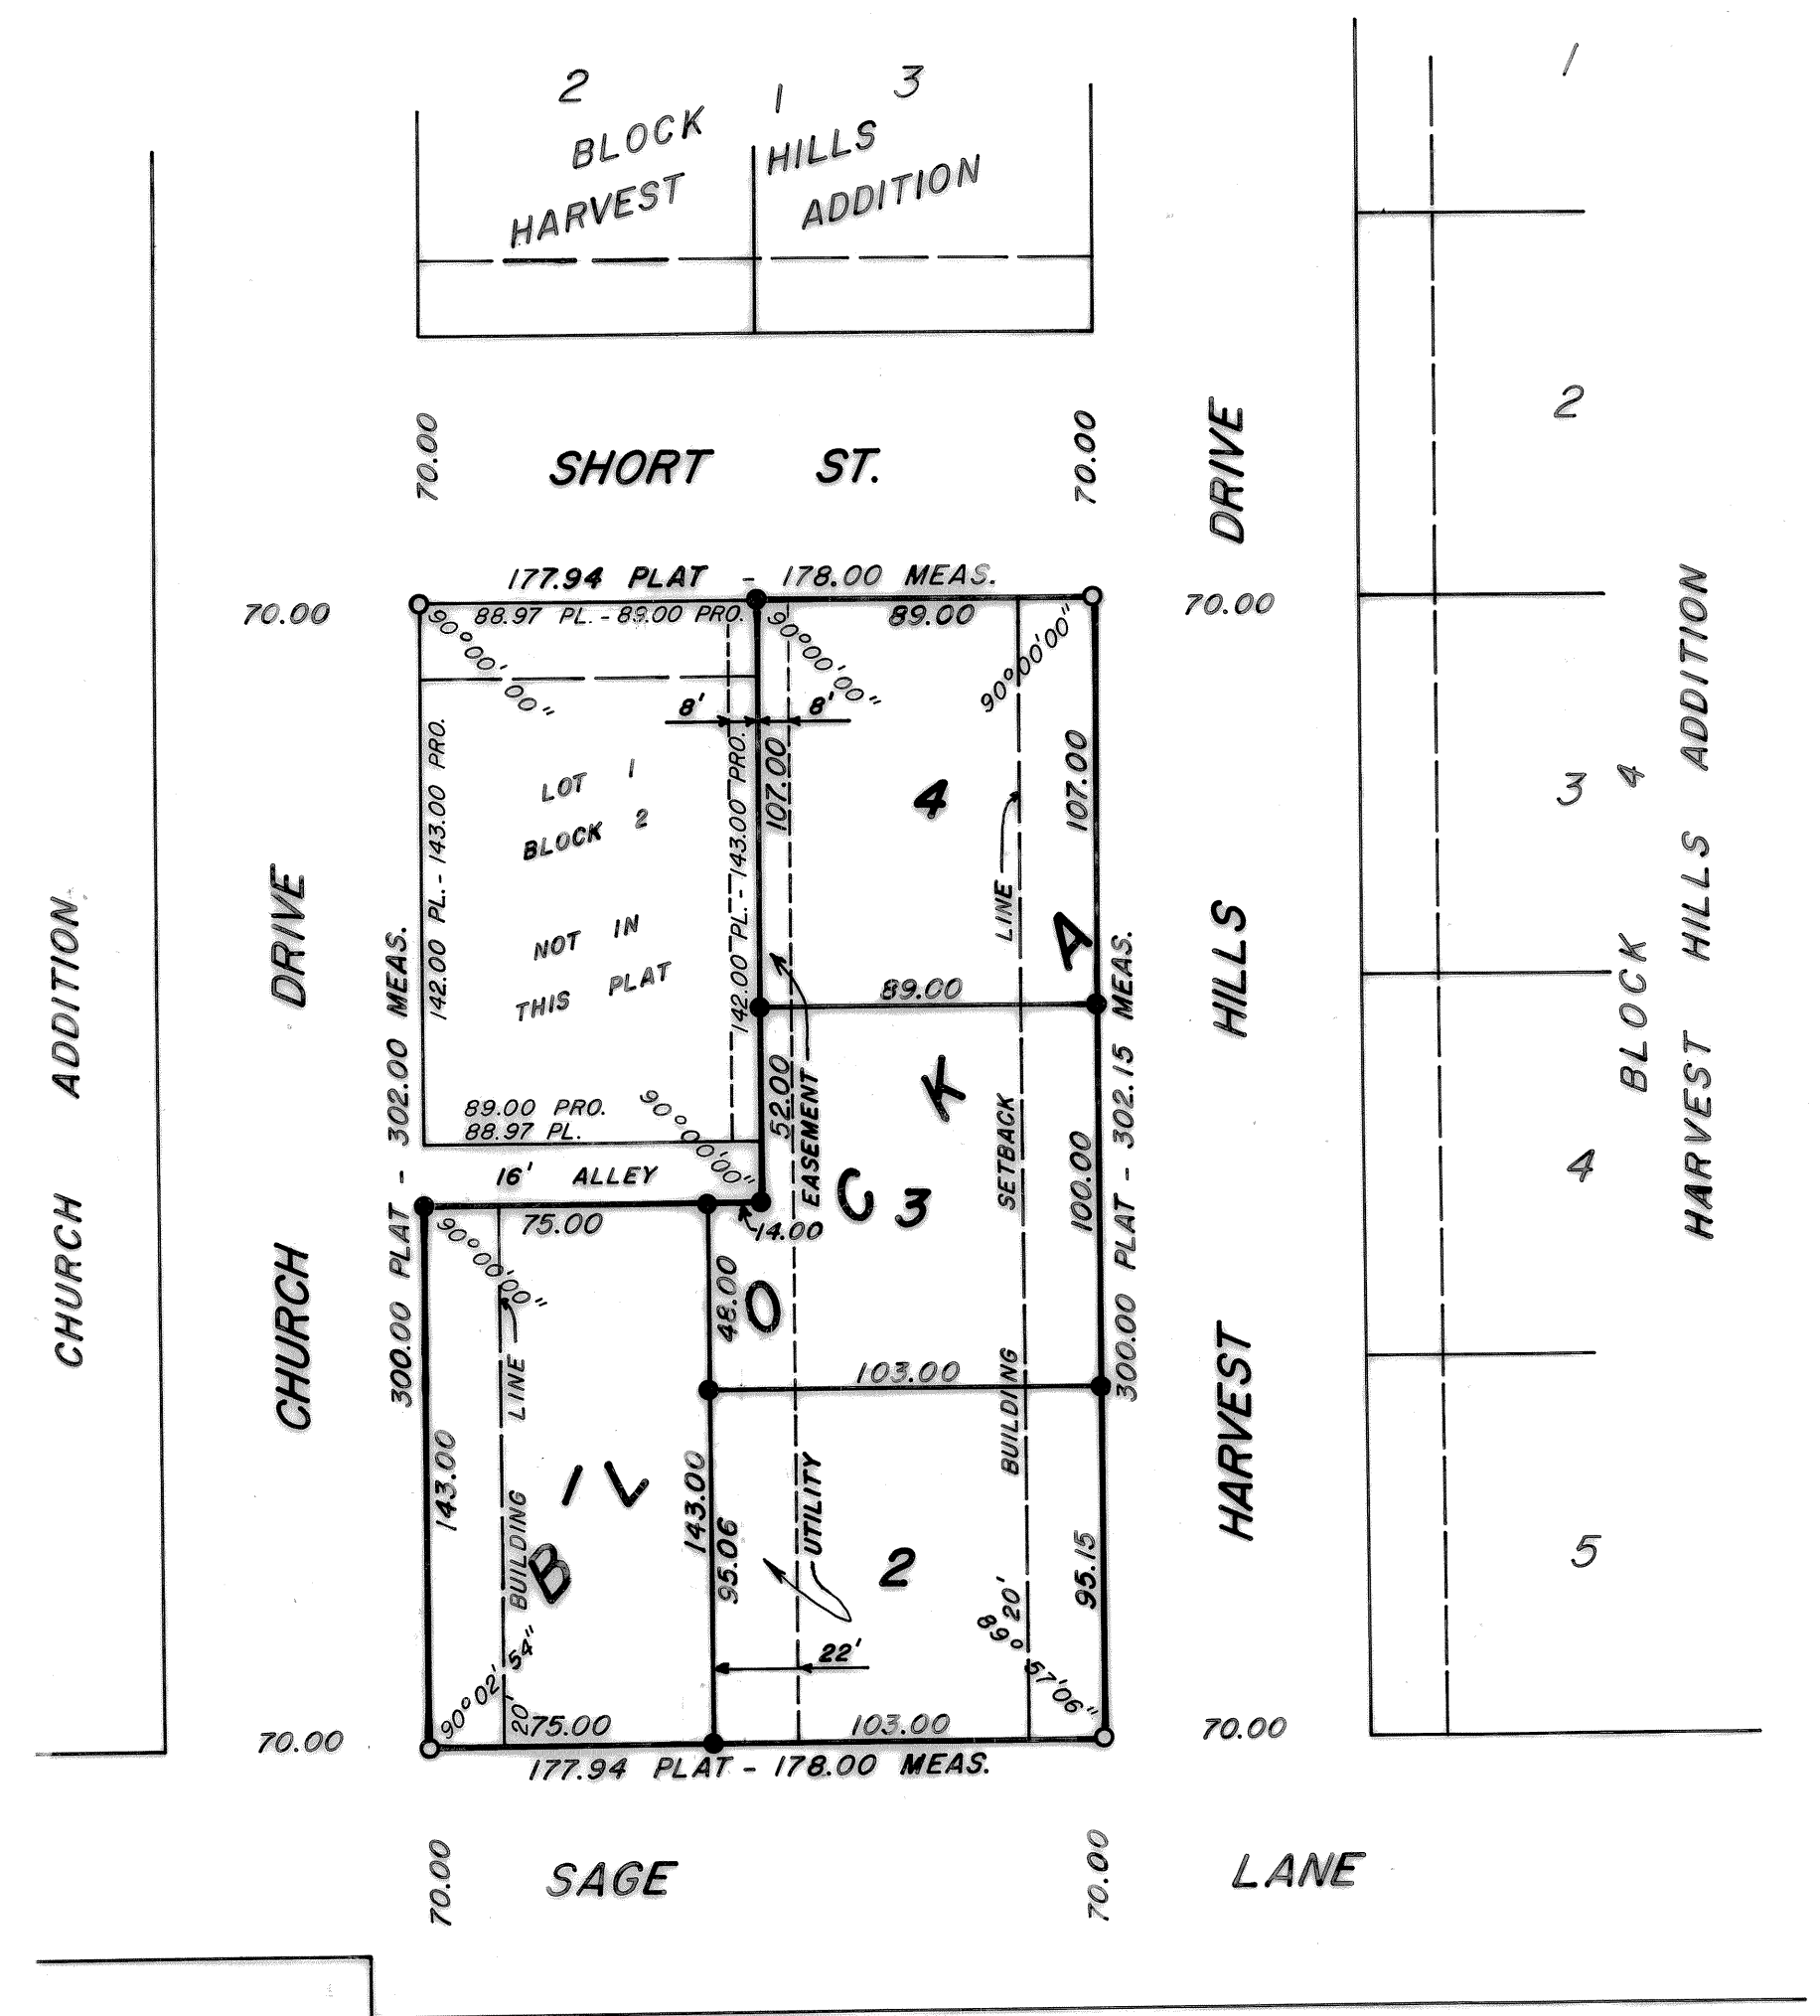 2 1 3 1
BLOCK HILLS
HARVEST ADDITION
2
70.00 SHORT ST. 70.00 DRIVE
177.94 PLAT - 178.00 MEAS.
70.00 88.97 PL. - 89.00 PRO. 89.00 70.00
90°00'00" 90°00'00" 90°00'00"
8' 8'
142.00 PL. - 143.00 PRO.
142.00 PL. - 143.00 PRO.
107.00
107.00
LOT 1
BLOCK 2
4
3
BLOCK 4
HARVEST HILLS ADDITION
NOT IN
THIS PLAT
CHURCH ADDITION
CHURCH DRIVE
300.00 PLAT - 302.00 MEAS.
LINE
A
HILLS
89.00
300.00 PLAT - 302.15 MEAS.
52.00
EASEMENT
K
SETBACK
89.00 PRO.
88.97 PL.
90°00'00"
100.00
4
16' ALLEY
C 3
75.00
14.00
90°00'00"
48.00
O
LINE
103.00
BUILDING
HARVEST
143.00
1 L
143.00
95.06
UTILITY
BUILDING
B
2
95.15
5
22'
90°02'54"
20'
20'
89°57'06"
70.00 75.00 103.00 70.00
177.94 PLAT - 178.00 MEAS.
70.00 SAGE 70.00 LANE